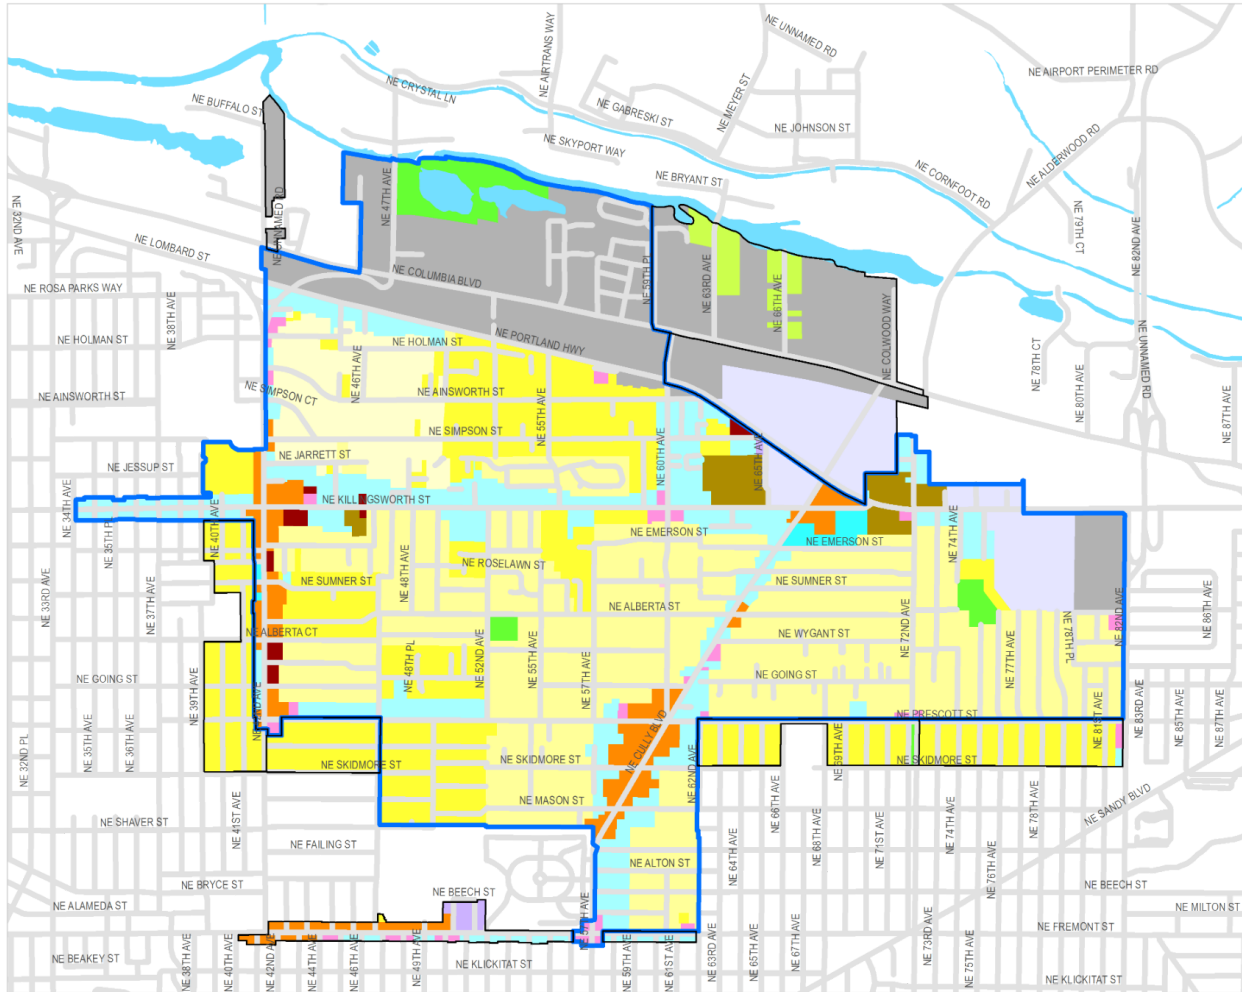 NE UNNAMED RD
NE AIRTRANS WAY
NE AIRPORT PERIMETER RD
NE CRYSTAL LN
NE BUFFALO ST
NE GABRESKI ST
NE MEYER ST
NE JOHNSON ST
NE SKYPORT WAY
NE ALDERWOOD RD
NE CORNFOOT RD
NE BRYANT ST
NE 32ND AVE
NE 47TH AVE
NE 79TH CT
NE 82ND AVE
NE LOMBARD ST
NE COLUMBIA BLVD
NE 59TH PL
NE 63RD AVE
NE 66TH AVE
NE COLWOOD WAY
NE ROSA PARKS WAY
NE 38TH AVE
NE HOLMAN ST
NE HOLMAN ST
NE PORTLAND HWY
NE UNNAMED RD
NE 78TH CT
NE 80TH AVE
NE 87TH AVE
NE 46TH AVE
NE SIMPSON CT
NE AINSWORTH ST
NE AINSWORTH ST
NE 55TH AVE
NE SIMPSON ST
NE 60TH AVE
NE 65TH AVE
NE JESSUP ST
NE JARRETT ST
NE 34TH AVE
NE 35TH PL
NE 40TH AVE
NE EMERSON ST
NE EMERSON ST
NE 74TH AVE
NE 48TH AVE
NE ROSELAWN ST
NE SUMNER ST
NE SUMNER ST
NE 33RD AVE
NE 37TH AVE
NE ALBERTA ST
NE 72ND AVE
NE 82ND AVE
NE 86TH AVE
NE ALBERTA CT
NE WYGANT ST
NE 78TH PL
NE 48TH PL
NE 52ND AVE
NE 55TH AVE
NE 57TH AVE
NE GOING ST
NE GOING ST
NE 77TH AVE
NE 39TH AVE
NE PRESCOTT ST
NE 81ST AVE
NE 83RD AVE
NE 85TH AVE
NE 87TH AVE
NE 32ND PL
NE 35TH AVE
NE 36TH AVE
NE CULLY BLVD
NE SKIDMORE ST
NE SKIDMORE ST
NE SKIDMORE ST
NE 62ND AVE
NE 69TH AVE
NE MASON ST
NE SANDY BLVD
NE SHAVER ST
NE 41ST AVE
NE FAILING ST
NE 66TH AVE
NE 68TH AVE
NE 71ST AVE
NE 74TH AVE
NE 78TH AVE
NE 64TH AVE
NE ALTON ST
NE 76TH AVE
NE BRYCE ST
NE BEECH ST
NE BEECH ST
NE ALAMEDA ST
NE MILTON ST
NE FREMONT ST
NE BEAKEY ST
NE 38TH AVE
NE 40TH AVE
NE 42ND AVE
NE 44TH AVE
NE 46TH AVE
NE 49TH AVE
NE KLICKITAT ST
NE 59TH AVE
NE 61ST AVE
NE 63RD AVE
NE 65TH AVE
NE 67TH AVE
NE 73RD AVE
NE 75TH AVE
NE KLICKITAT ST